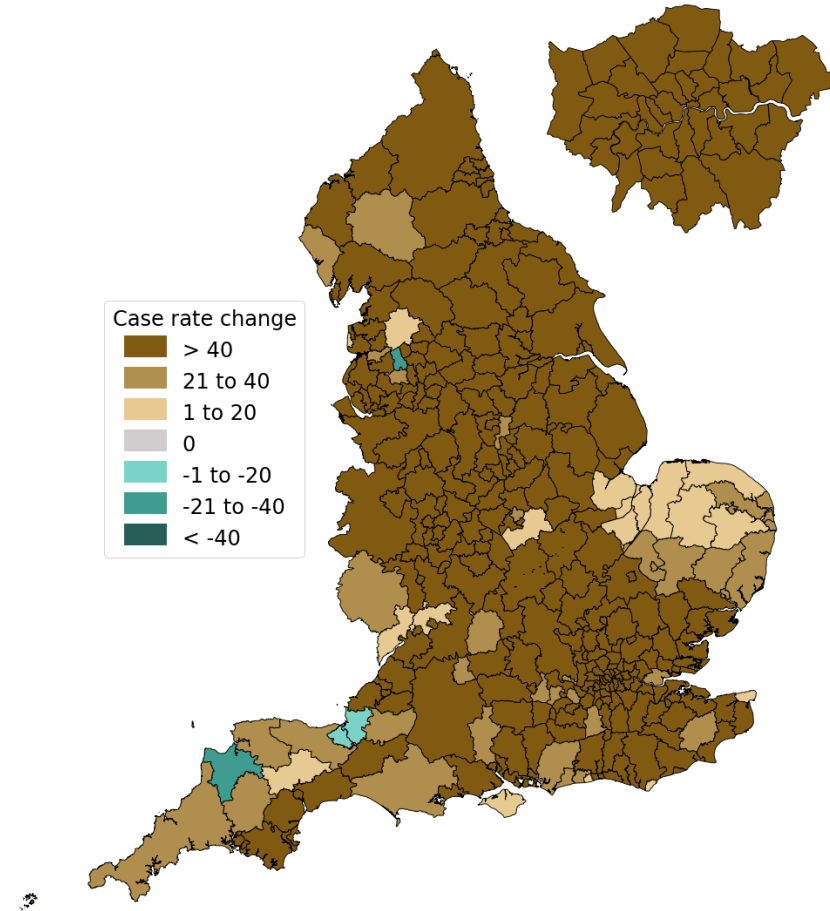 Case rate change
> 40
21 to 40
1 to 20
0
-1 to -20
-21 to -40
< -40